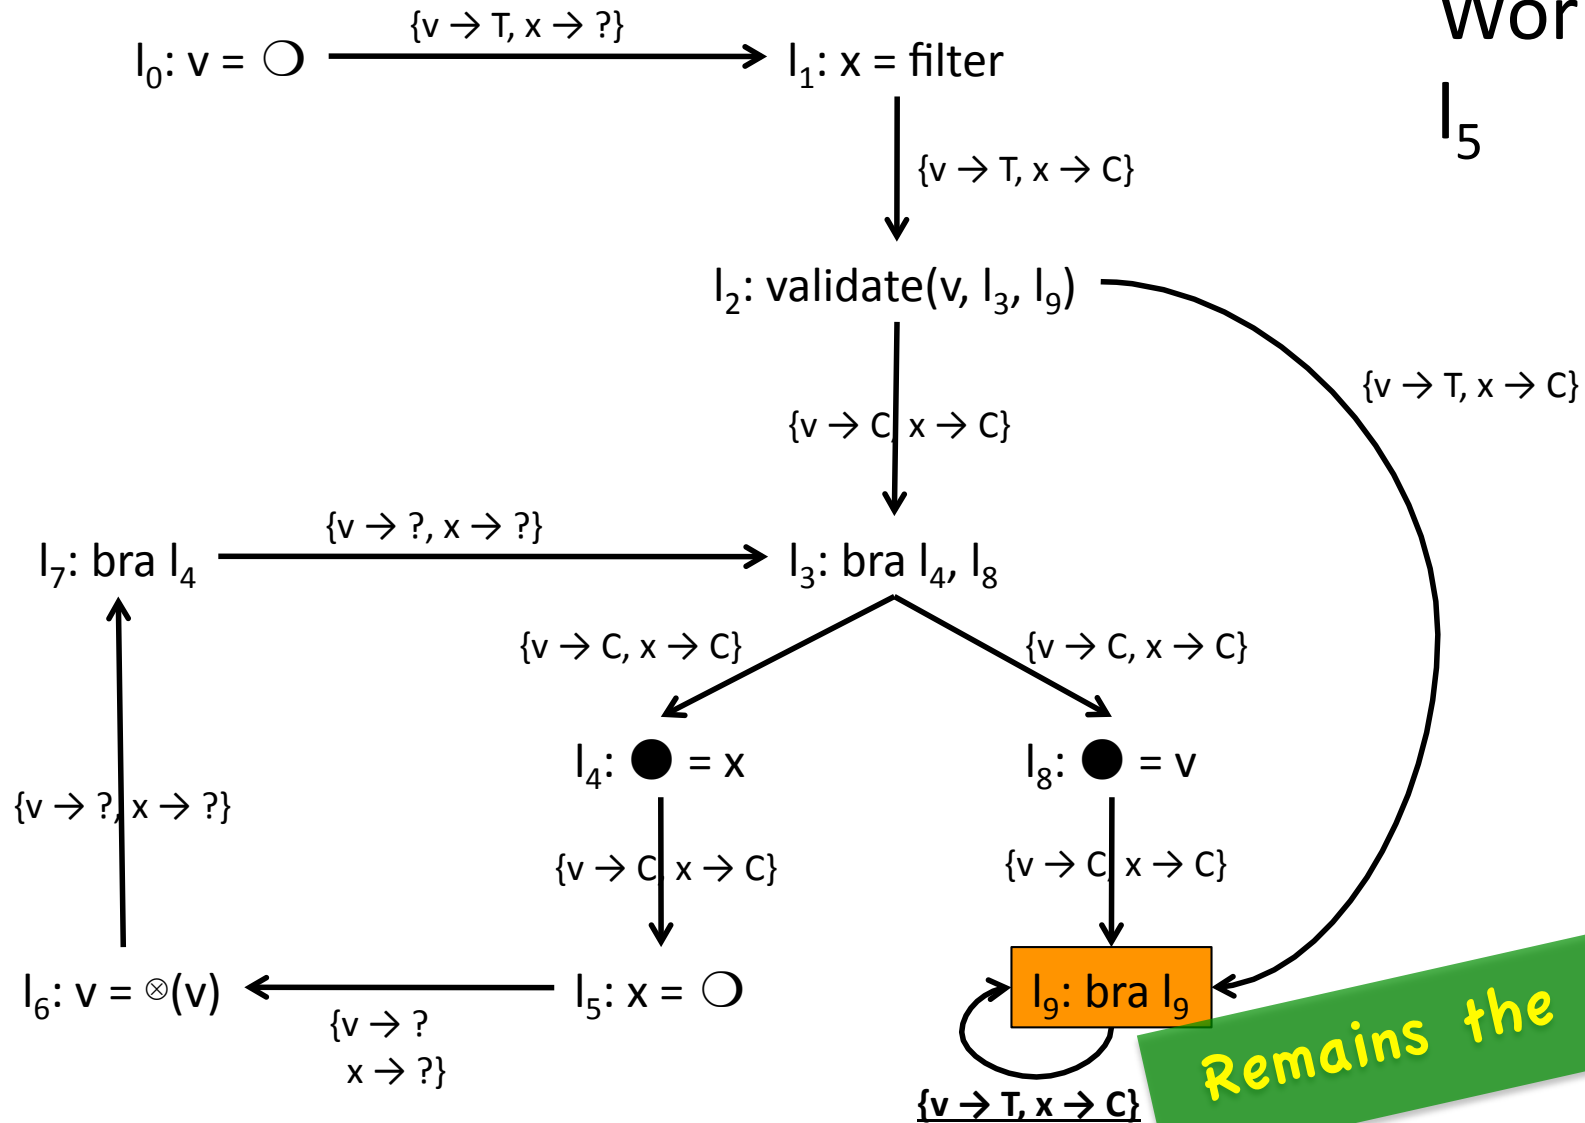 {v → T, x → ?}
l₀: v = ❍
l₁: x = filter
Wor
l₅
{v → T, x → C}
l₂: validate(v, l₃, l₉)
{v → T, x → C}
{v → C, x → C}
{v → ?, x → ?}
l₇: bra l₄
l₃: bra l₄, l₈
{v → C, x → C}
{v → C, x → C}
l₄: ● = x
l₈: ● = v
{v → ?, x → ?}
{v → C, x → C}
{v → C, x → C}
l₆: v = ⊗(v)
l₅: x = ❍
l₉: bra l₉
{v → ?
x → ?}
Remains the
{v → T, x → C}